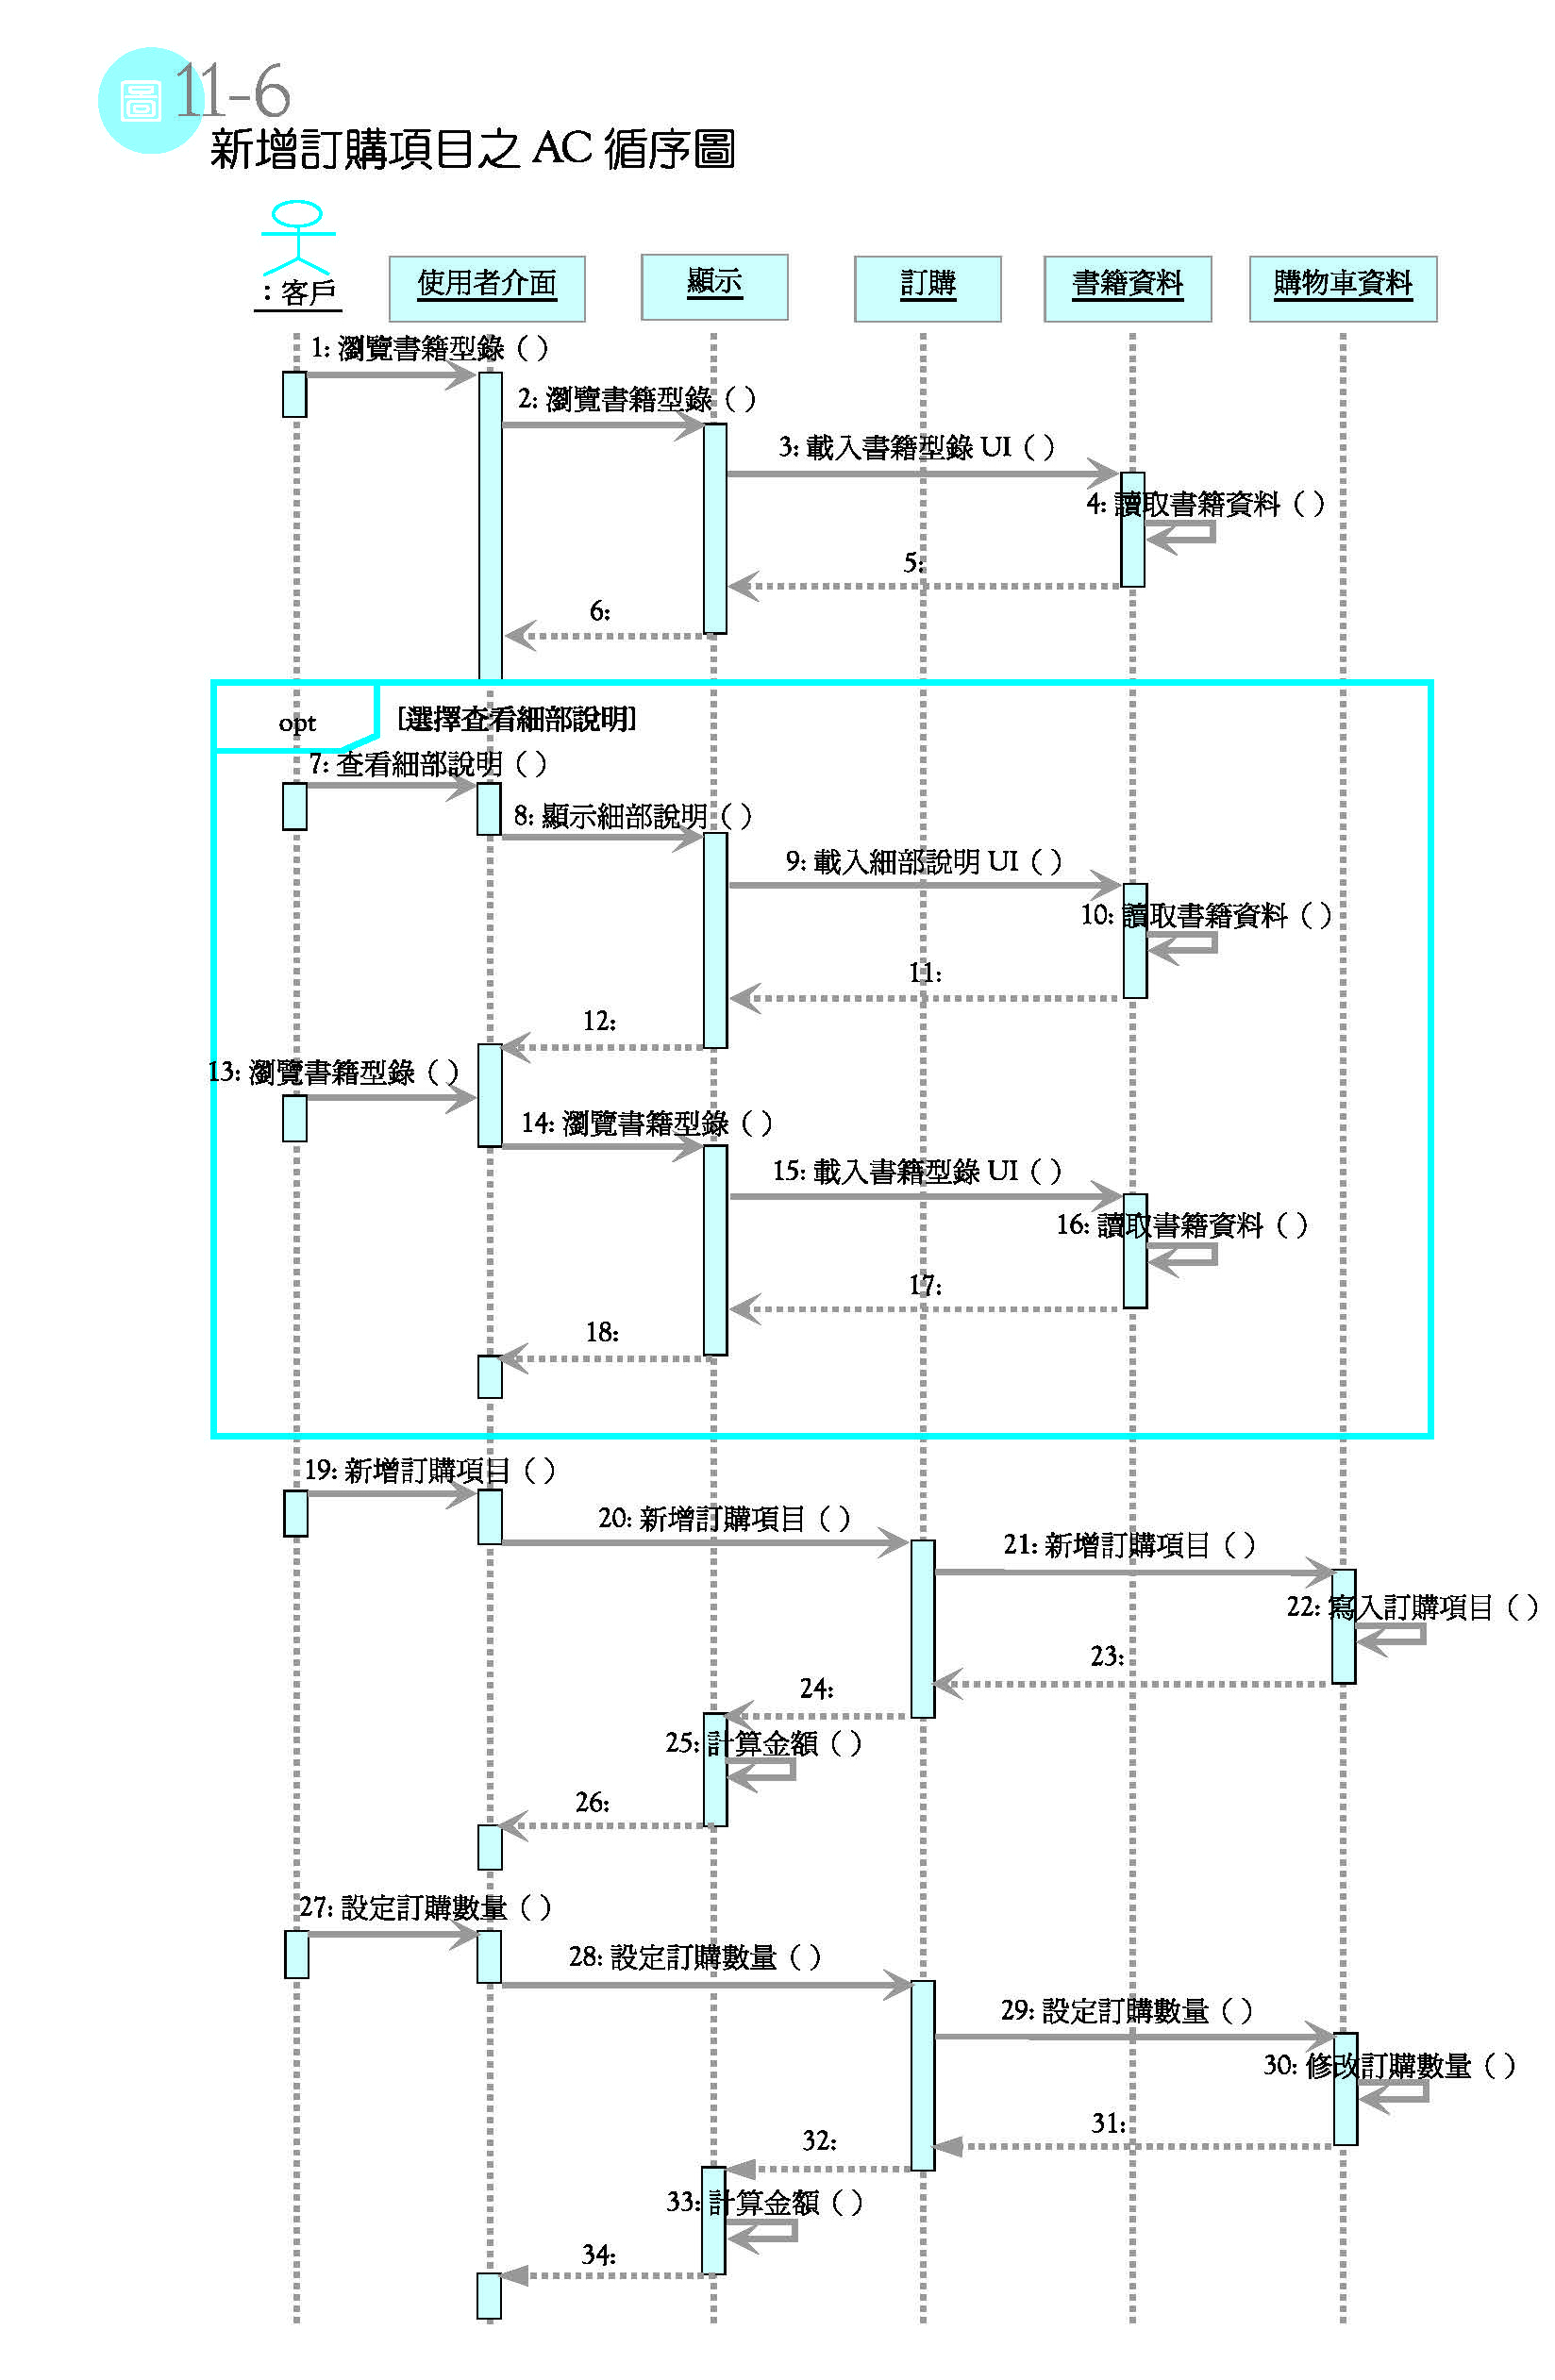 圖 11-6
新增訂購項目之 AC 循序圖
：客戶
使用者介面
顯示
訂購
書籍資料
購物車資料
1: 瀏覽書籍型錄（ ）
2: 瀏覽書籍型錄（ ）
3: 載入書籍型錄 UI（ ）
4: 讀取書籍資料（ ）
5:
6:
opt
[選擇查看細部說明]
7: 查看細部說明（ ）
8: 顯示細部說明（ ）
9: 載入細部說明 UI（ ）
10: 讀取書籍資料（ ）
11:
12:
13: 瀏覽書籍型錄（ ）
14: 瀏覽書籍型錄（ ）
15: 載入書籍型錄 UI（ ）
16: 讀取書籍資料（ ）
17:
18:
19: 新增訂購項目（ ）
20: 新增訂購項目（ ）
21: 新增訂購項目（ ）
22: 寫入訂購項目（ ）
23:
24:
25: 計算金額（ ）
26:
27: 設定訂購數量（ ）
28: 設定訂購數量（ ）
29: 設定訂購數量（ ）
30: 修改訂購數量（ ）
31:
32:
33: 計算金額（ ）
34: